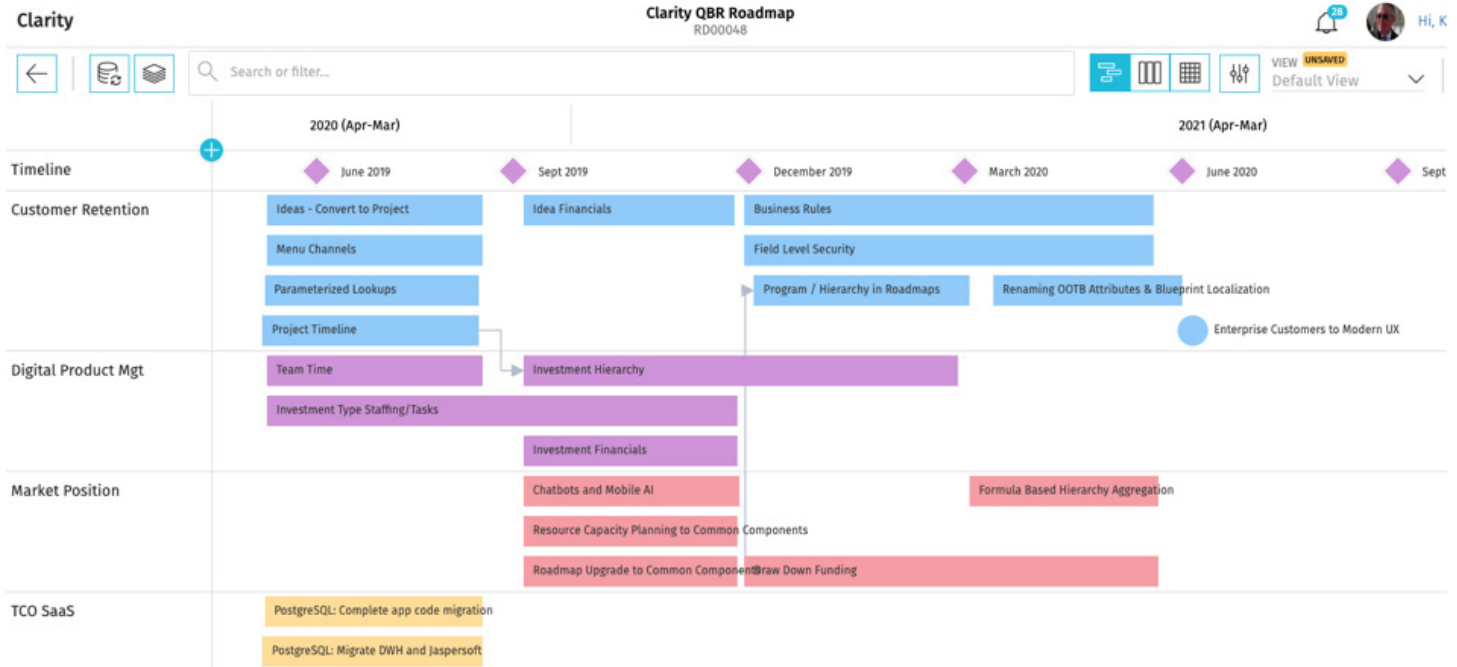 Clarity
Clarity QBR Roadmap
RD00048
28
Hi, K
Search or filter...
VIEW UNSAVED
Default View
2020 (Apr-Mar)
2021 (Apr-Mar)
Timeline
June 2019
Sept 2019
December 2019
March 2020
June 2020
Sept
Customer Retention
Ideas - Convert to Project
Idea Financials
Business Rules
Menu Channels
Field Level Security
Parameterized Lookups
Program / Hierarchy in Roadmaps
Renaming OOTB Attributes & Blueprint Localization
Project Timeline
Enterprise Customers to Modern UX
Digital Product Mgt
Team Time
Investment Hierarchy
Investment Type Staffing/Tasks
Investment Financials
Market Position
Chatbots and Mobile AI
Formula Based Hierarchy Aggregation
Resource Capacity Planning to Common Components
Roadmap Upgrade to Common Components
Draw Down Funding
TCO SaaS
PostgreSQL: Complete app code migration
PostgreSQL: Migrate DWH and Jaspersoft